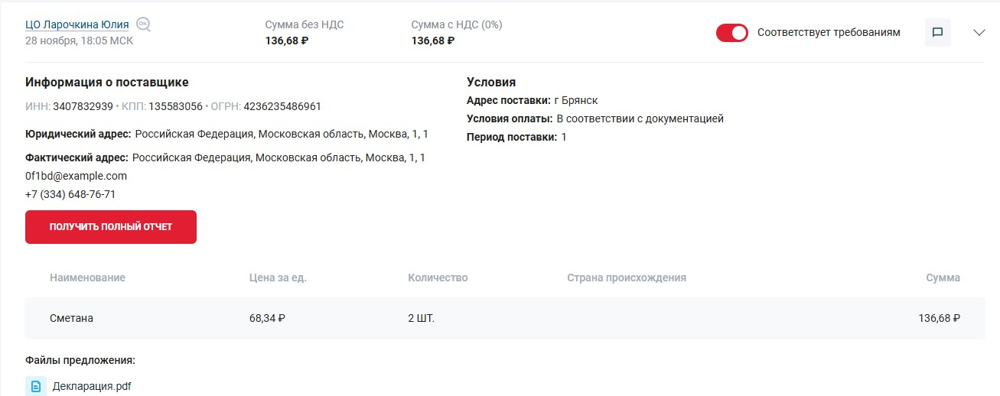 ЦО Ларочкина Юлия
28 ноября, 18:05 МСК
Сумма без НДС
136,68 ₽
Сумма с НДС (0%)
136,68 ₽
Соответствует требованиям
Информация о поставщике
ИНН: 3407832939 • КПП: 135583056 • ОГРН: 4236235486961
Юридический адрес: Российская Федерация, Московская область, Москва, 1, 1
Фактический адрес: Российская Федерация, Московская область, Москва, 1, 1
0f1bd@example.com
+7 (334) 648-76-71
ПОЛУЧИТЬ ПОЛНЫЙ ОТЧЕТ
Условия
Адрес поставки: г Брянск
Условия оплаты: В соответствии с документацией
Период поставки: 1
Наименование Цена за ед. Количество Страна происхождения Сумма
Сметана 68,34 ₽ 2 ШТ. 136,68 ₽
Файлы предложения:
Декларация.pdf